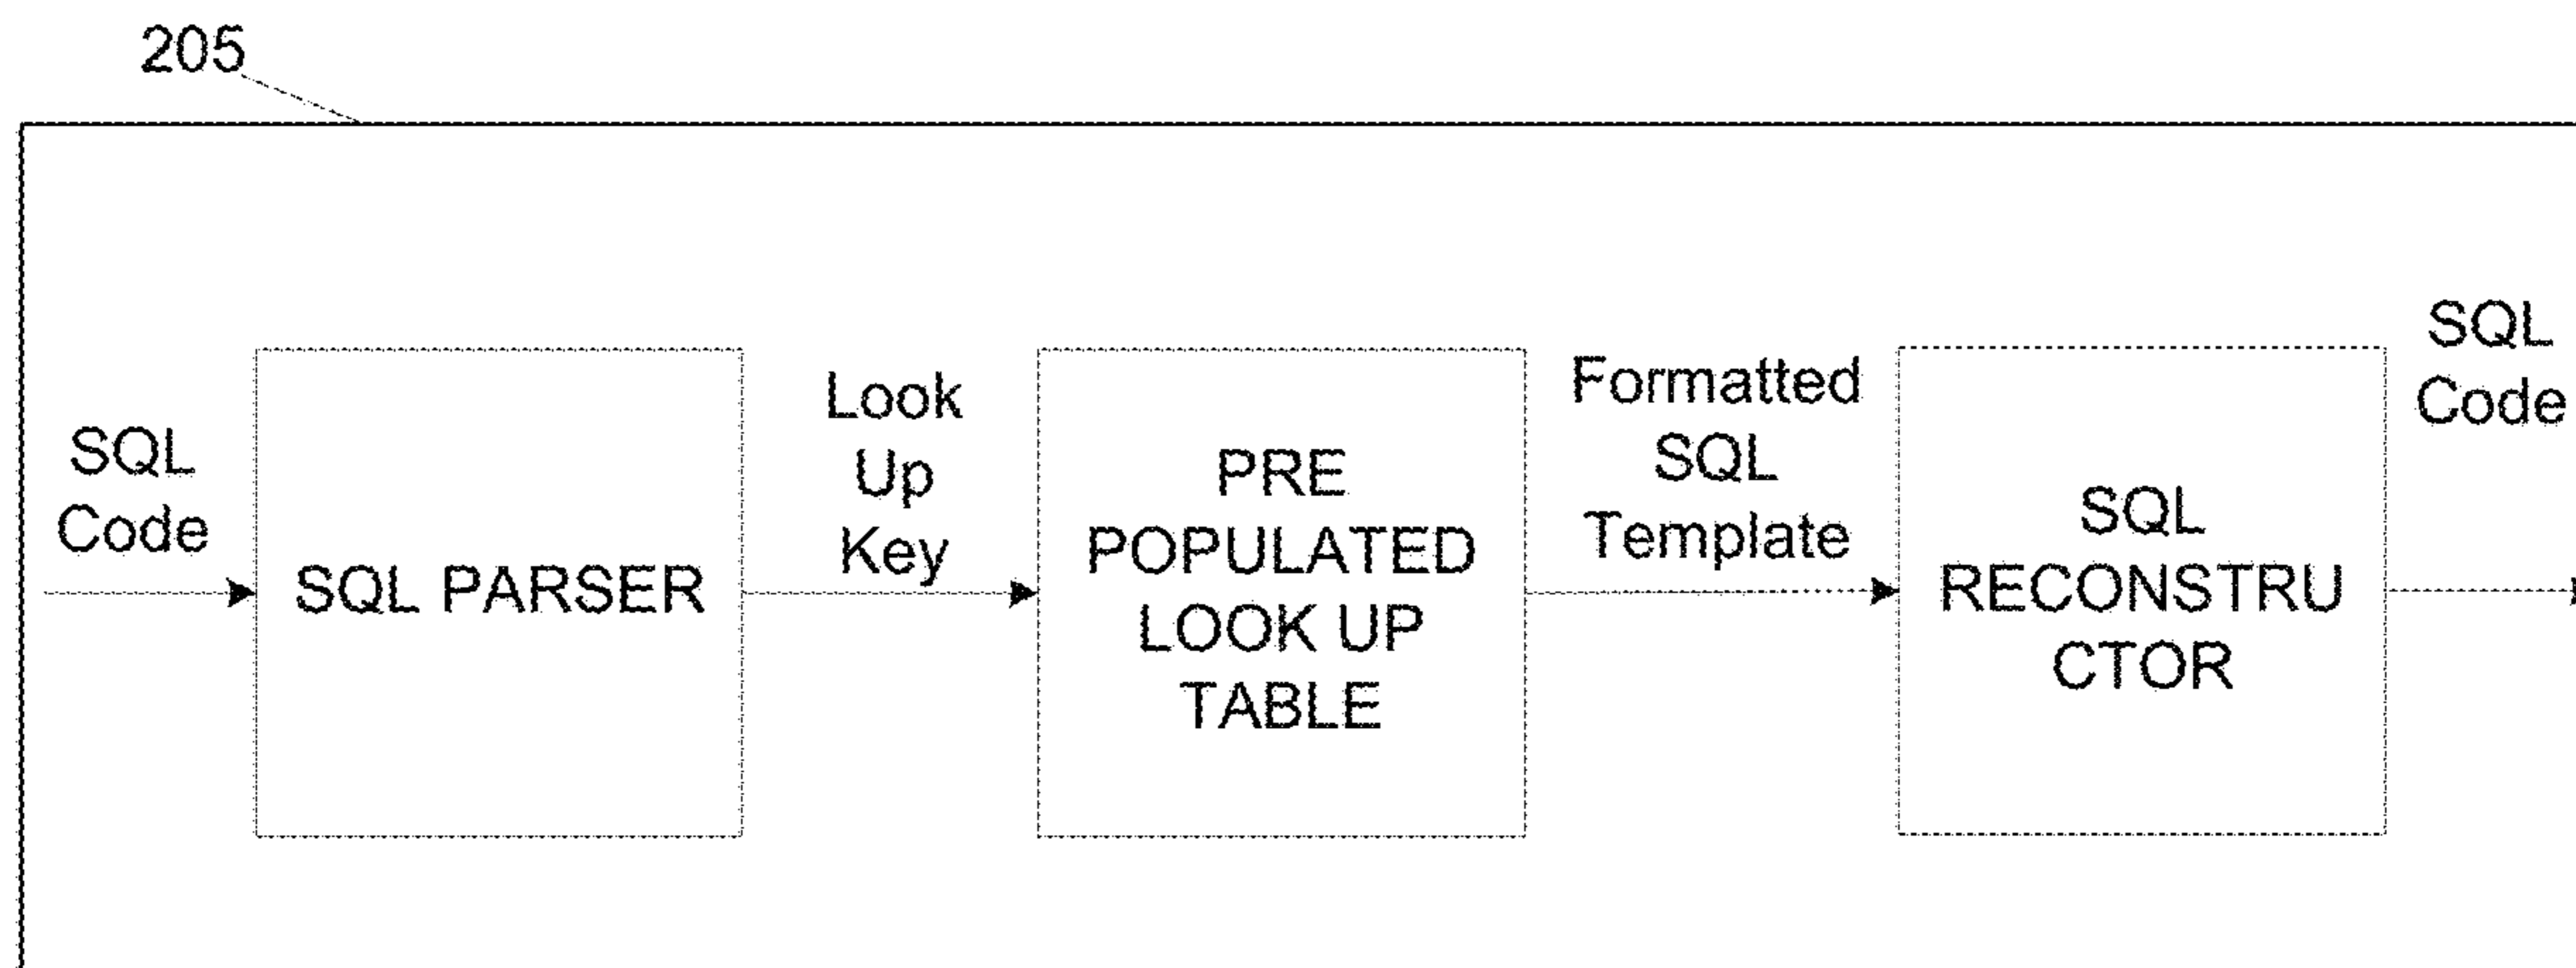 205
SQL
Code
SQL PARSER
Look
Up
Key
PRE
POPULATED
LOOK UP
TABLE
Formatted
SQL
Template
SQL
RECONSTRU
CTOR
SQL
Code